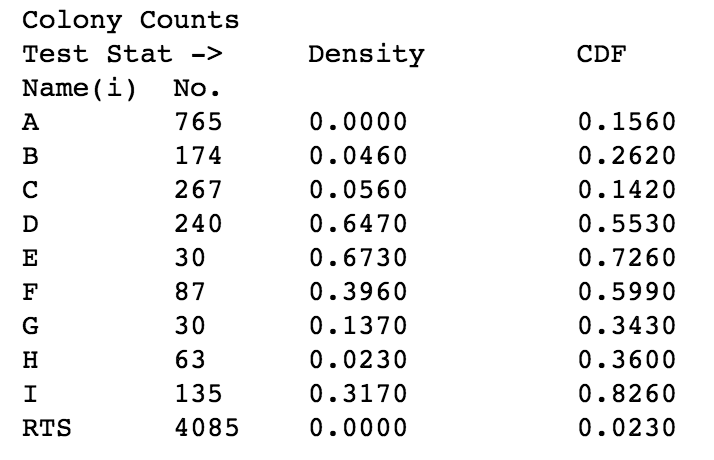 Colony Counts
Test Stat -> Density CDF
Name(i) No.
A 765 0.0000 0.1560
B 174 0.0460 0.2620
C 267 0.0560 0.1420
D 240 0.6470 0.5530
E 30 0.6730 0.7260
F 87 0.3960 0.5990
G 30 0.1370 0.3430
H 63 0.0230 0.3600
I 135 0.3170 0.8260
RTS 4085 0.0000 0.0230